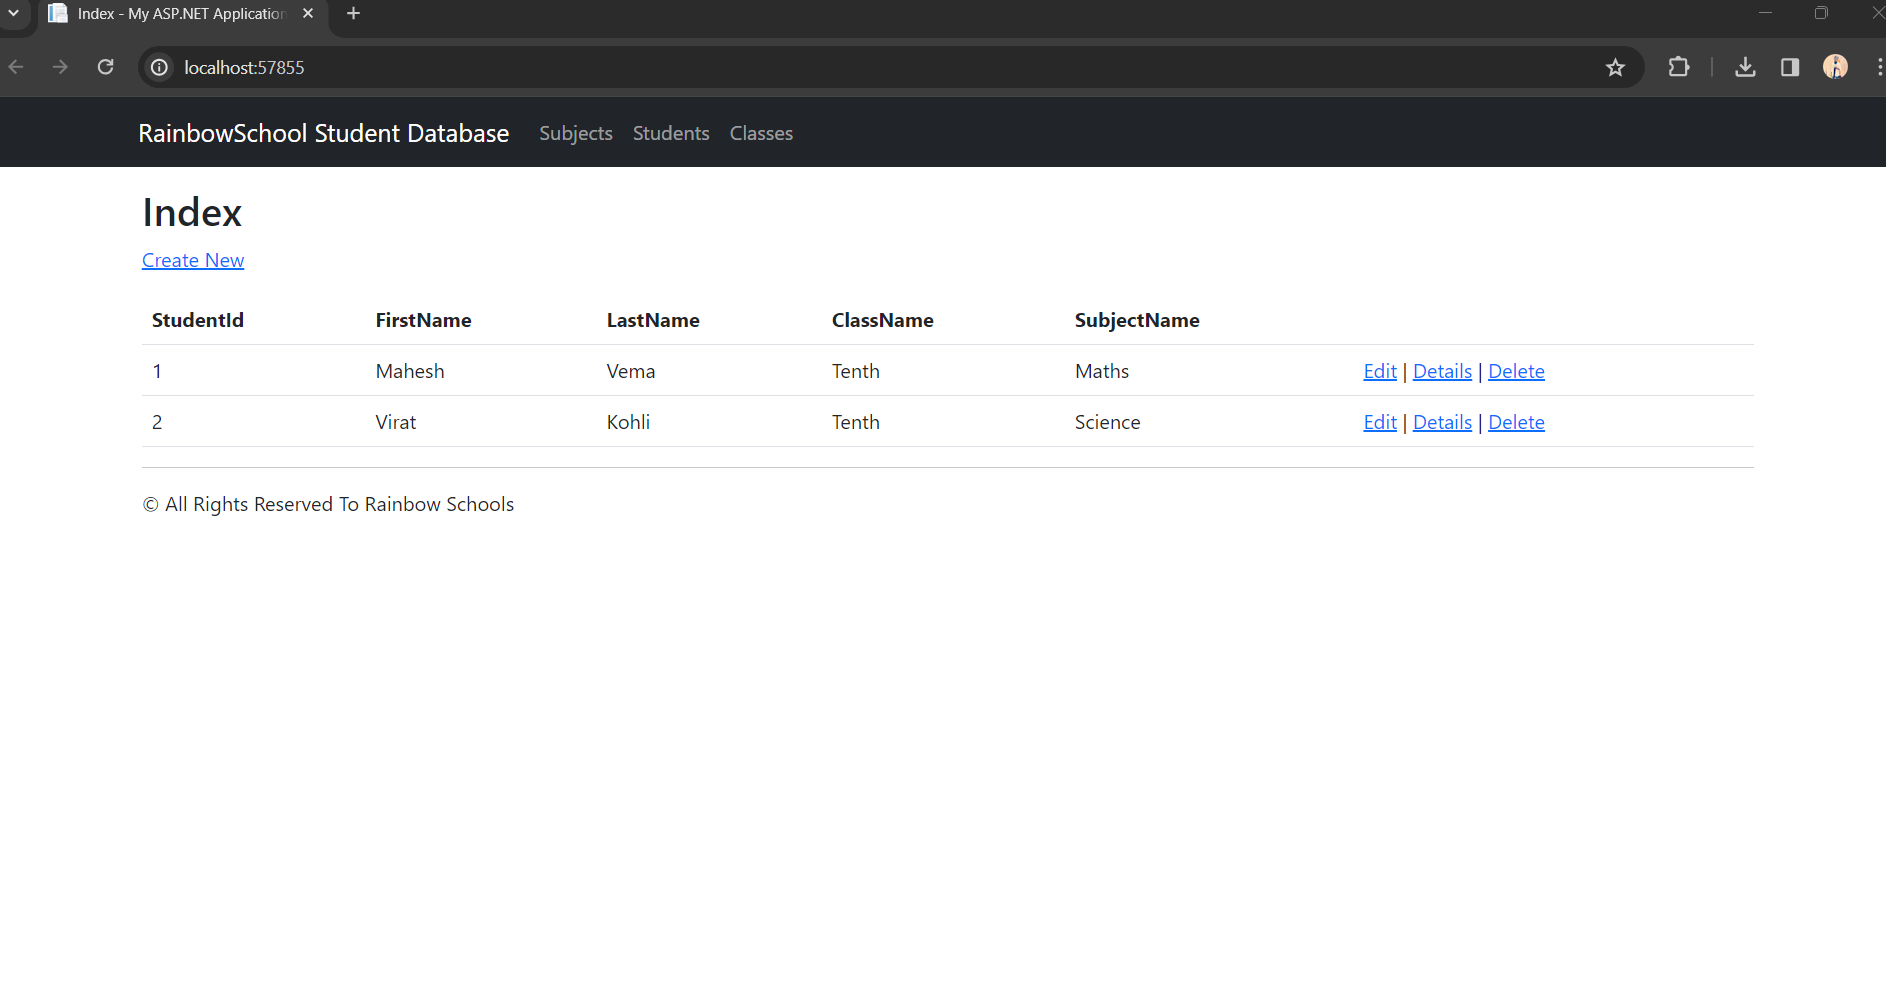 Index - My ASP.NET Application
localhost:57855
RainbowSchool Student Database Subjects Students Classes
Index
Create New
StudentId FirstName LastName ClassName SubjectName
1 Mahesh Vema Tenth Maths Edit | Details | Delete
2 Virat Kohli Tenth Science Edit | Details | Delete
© All Rights Reserved To Rainbow Schools